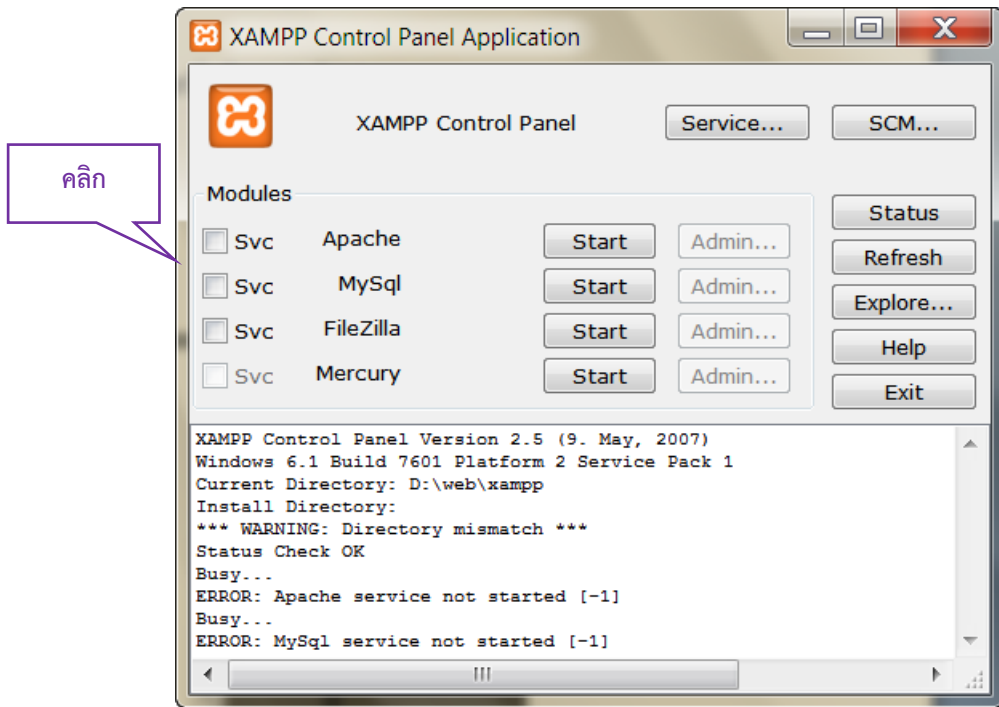 XAMPP Control Panel Application
XAMPP Control Panel
Service...
SCM...
คลิก
Modules
Svc Apache Start Admin...
Svc MySql Start Admin...
Svc FileZilla Start Admin...
Svc Mercury Start Admin...
Status
Refresh
Explore...
Help
Exit
XAMPP Control Panel Version 2.5 (9. May, 2007)
Windows 6.1 Build 7601 Platform 2 Service Pack 1
Current Directory: D:\web\xampp
Install Directory:
*** WARNING: Directory mismatch ***
Status Check OK
Busy...
ERROR: Apache service not started [-1]
Busy...
ERROR: MySql service not started [-1]